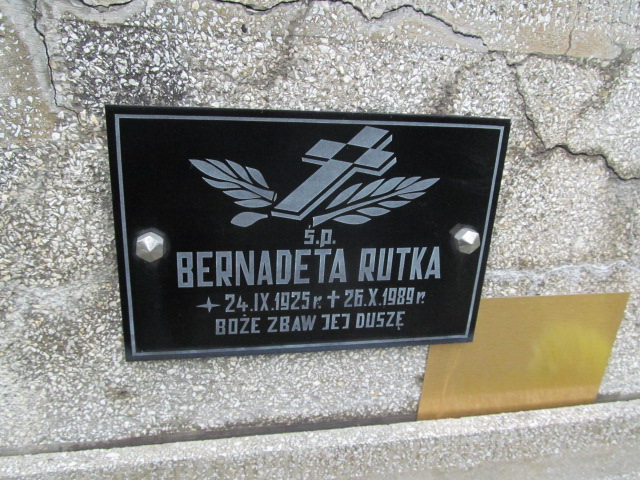 ś.p.
BERNADETA RUTKA
24.IX.1925 r. ✝ 26.X.1989 r.
BOŻE ZBAW JEJ DUSZĘ